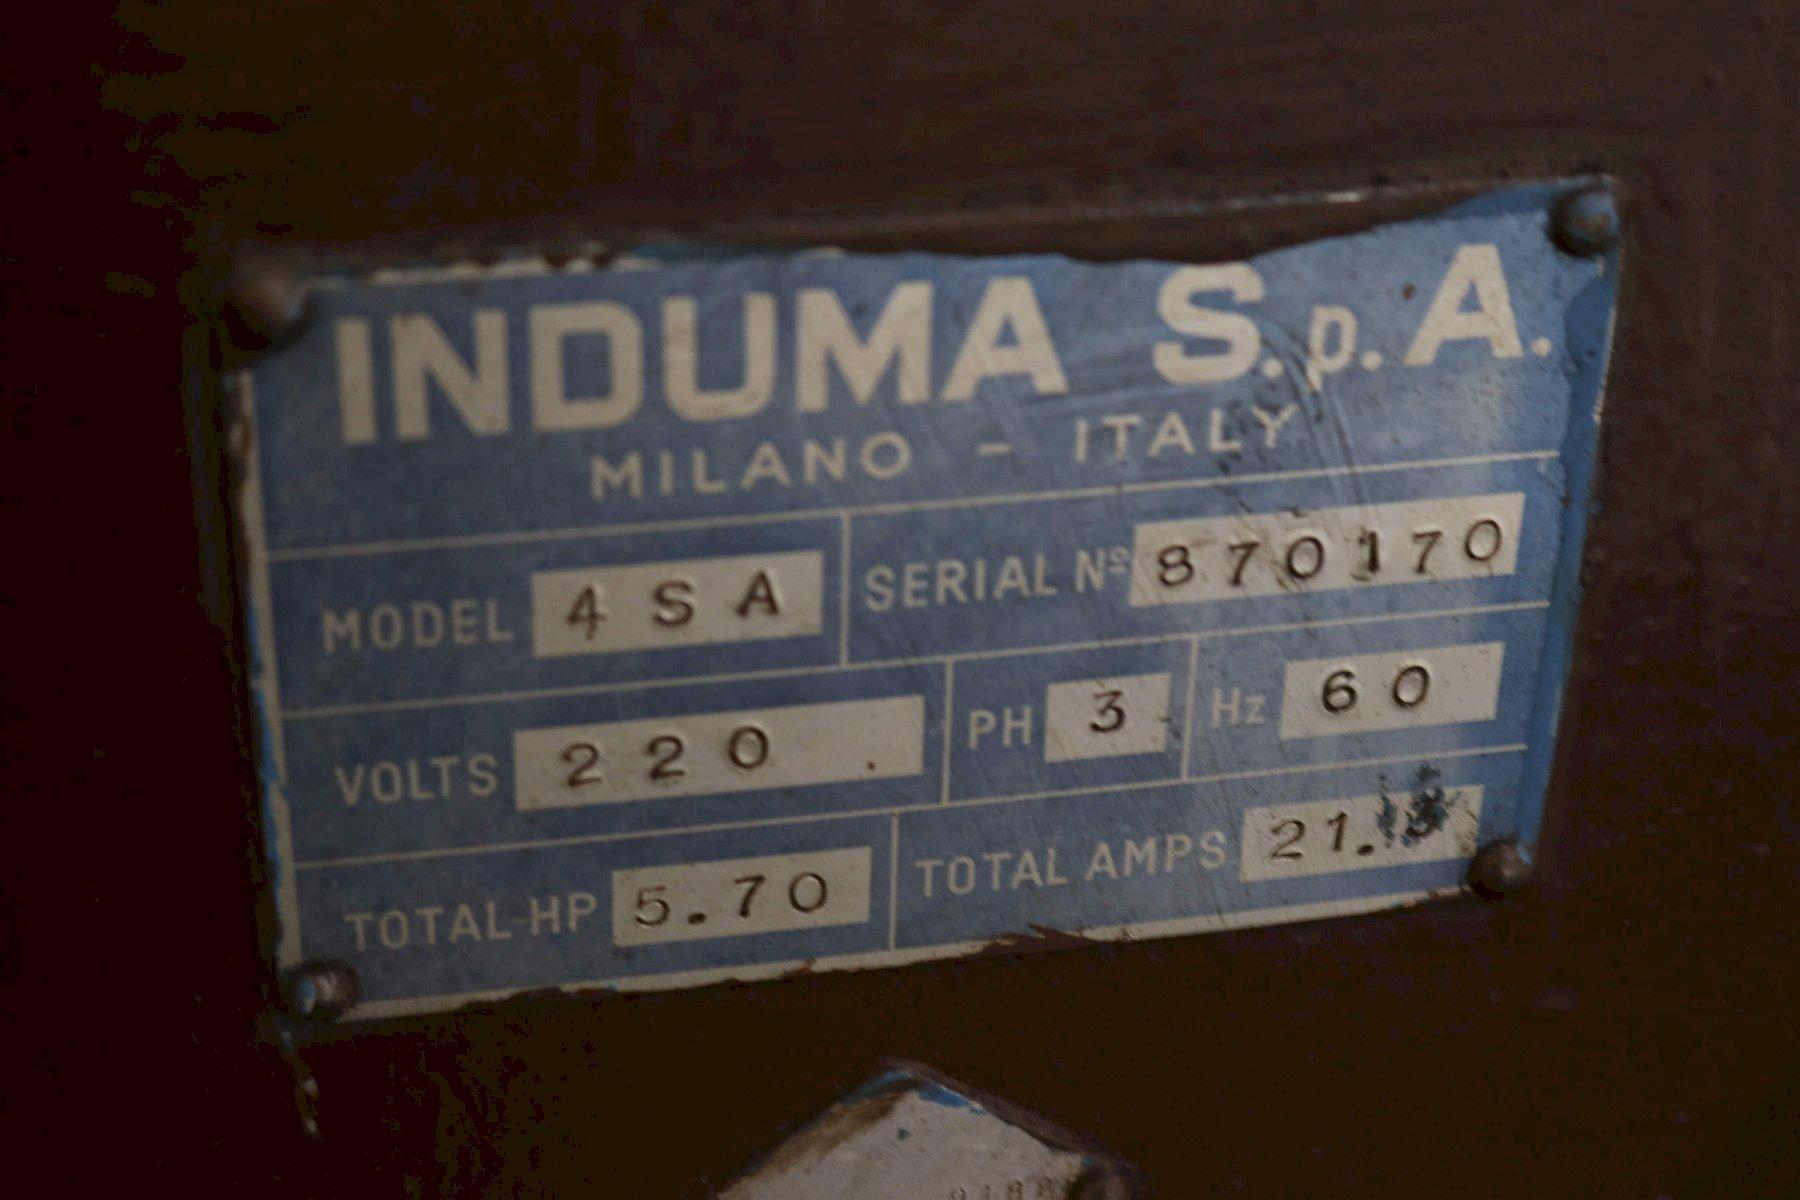 INDUMA S.p.A.
MILANO - ITALY
MODEL 4SA SERIAL Nº 870170
VOLTS 220 PH 3 Hz 60
TOTAL HP 5.70 TOTAL AMPS